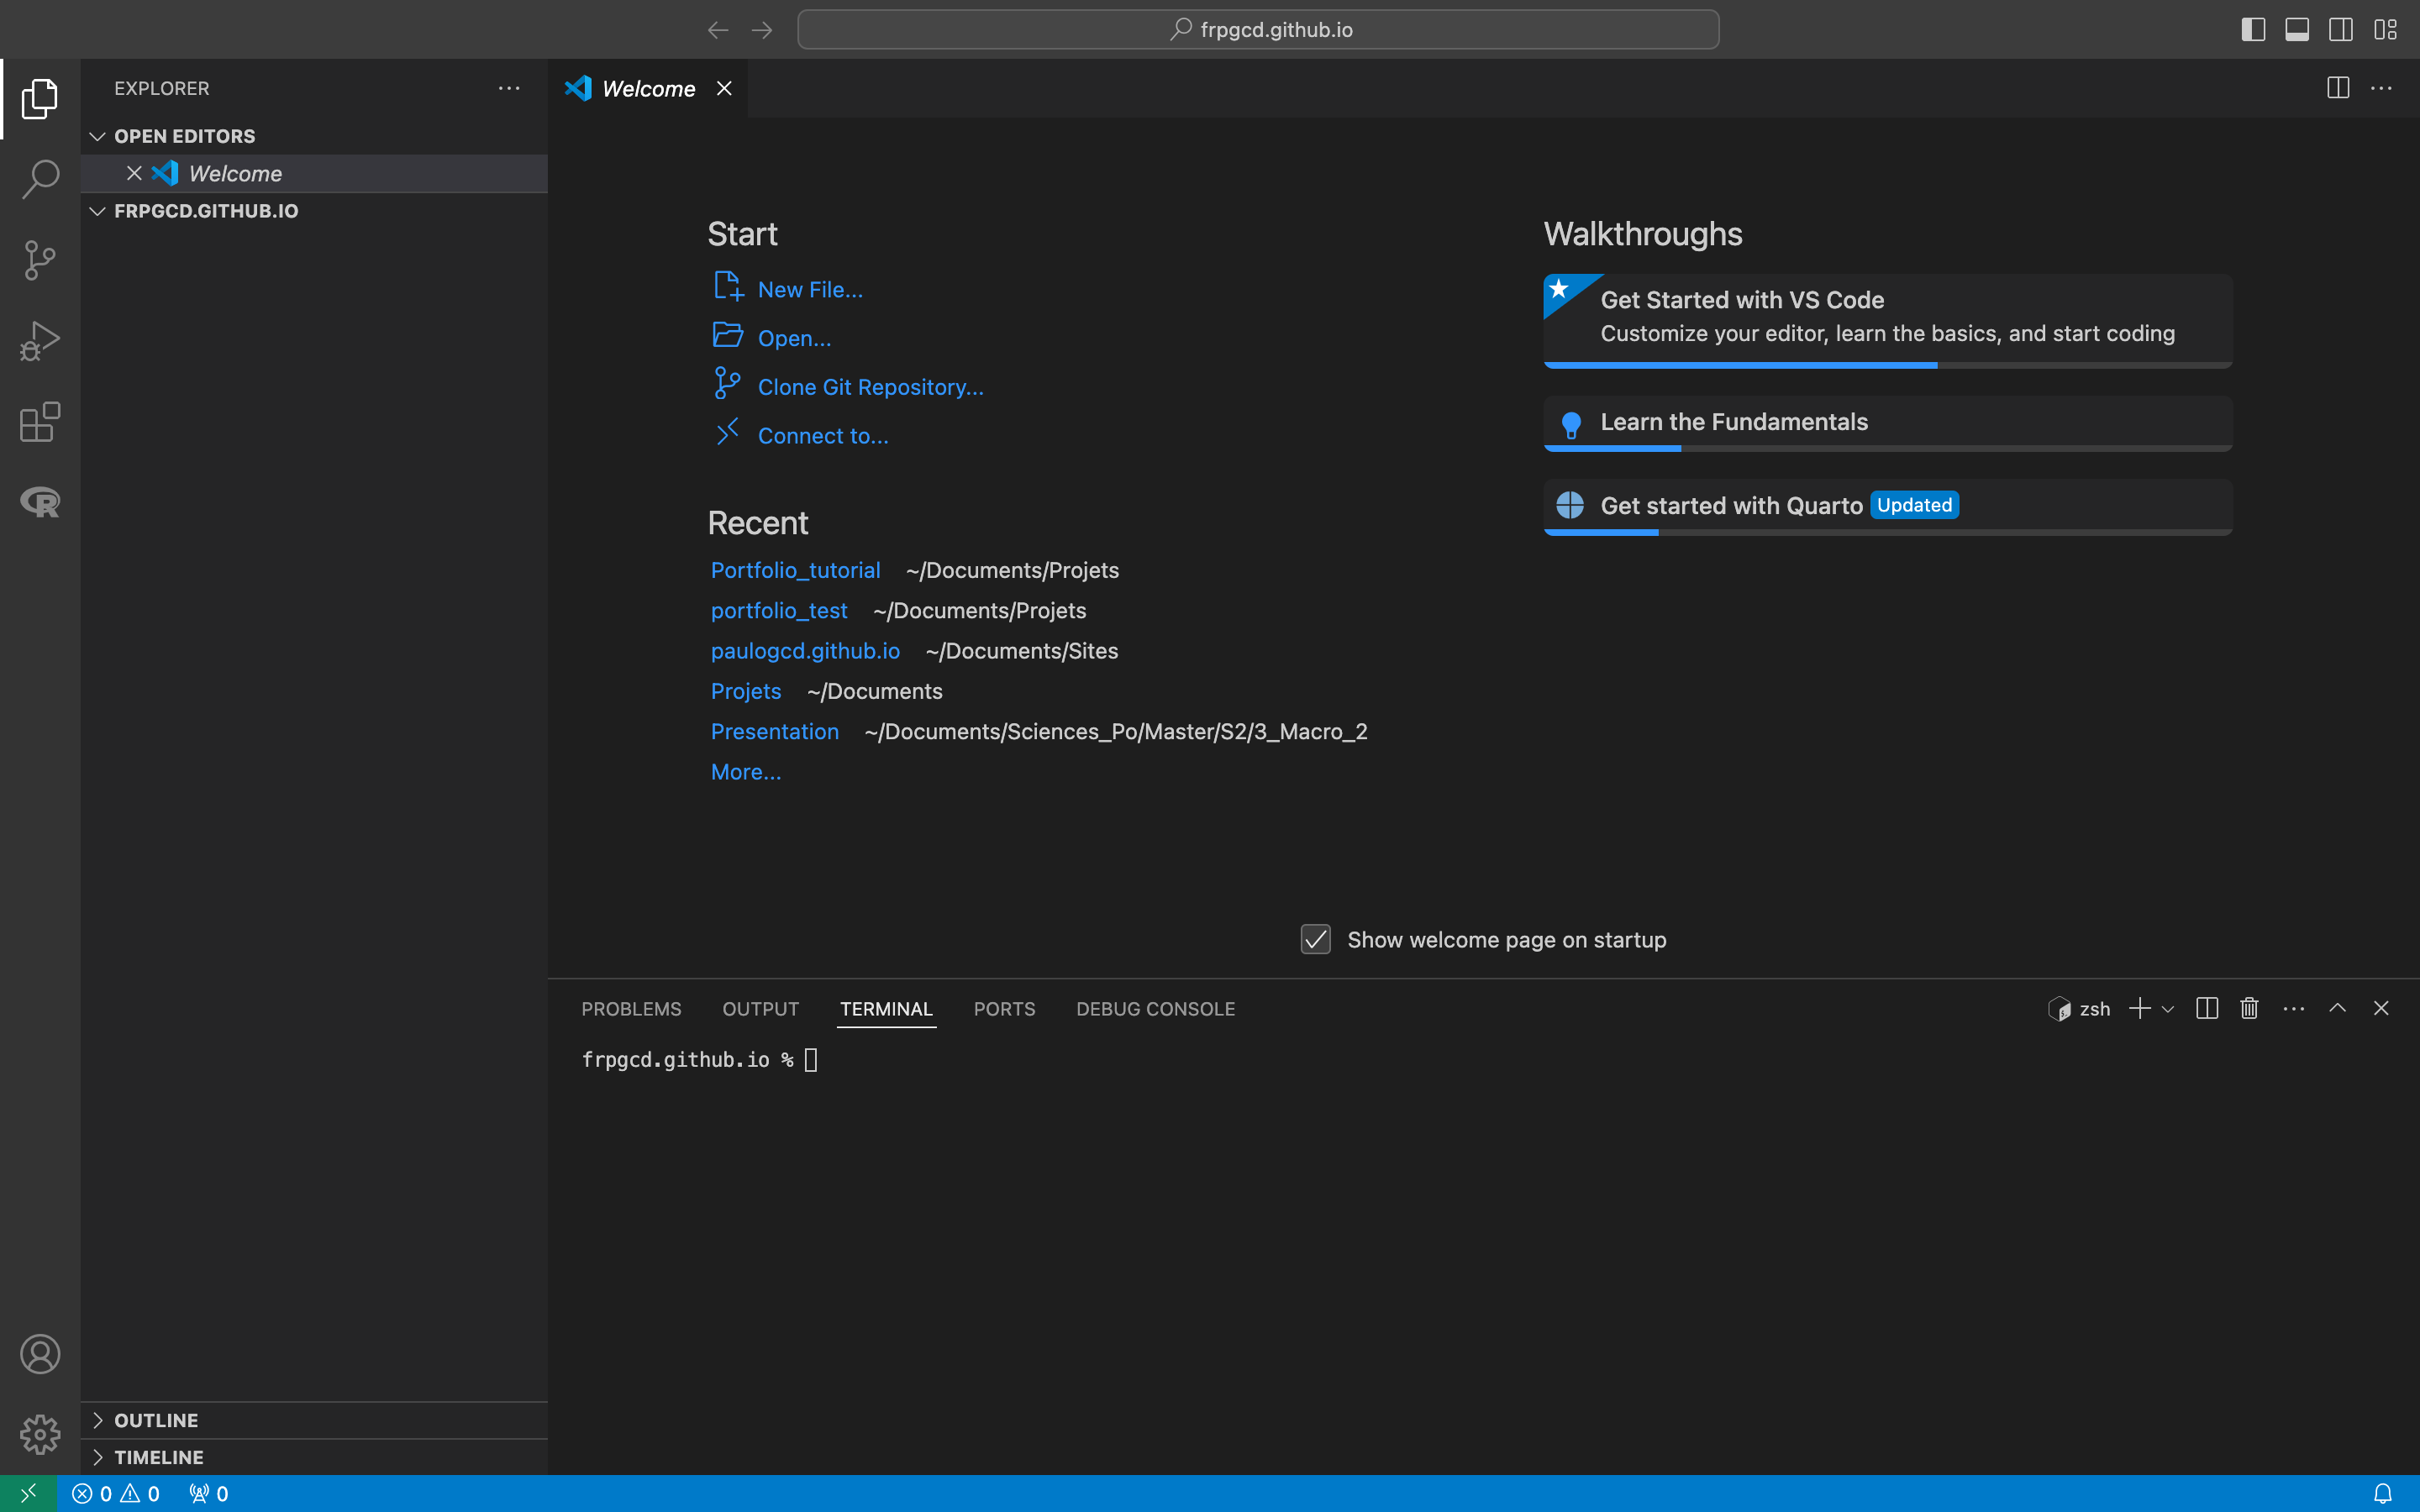 frpgcd.github.io
EXPLORER
OPEN EDITORS
Welcome
FRPGCD.GITHUB.IO
OUTLINE
TIMELINE
Welcome
Start
New File...
Open...
Clone Git Repository...
Connect to...
Recent
Portfolio_tutorial ~/Documents/Projets
portfolio_test ~/Documents/Projets
paulogcd.github.io ~/Documents/Sites
Projets ~/Documents
Presentation ~/Documents/Sciences_Po/Master/S2/3_Macro_2
More...
Walkthroughs
Get Started with VS Code
Customize your editor, learn the basics, and start coding
Learn the Fundamentals
Get started with Quarto Updated
Show welcome page on startup
PROBLEMS OUTPUT TERMINAL PORTS DEBUG CONSOLE zsh
frpgcd.github.io %
0 0 0